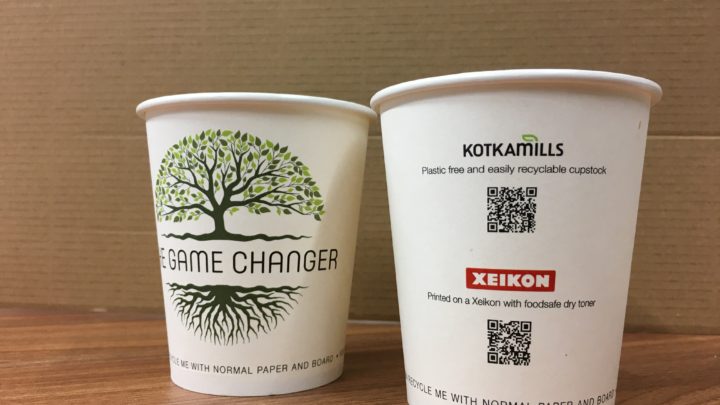 GAME CHANGER
CYCLE ME WITH NORMAL PAPER AND BOARD •
KOTKAMILLS
Plastic free and easily recyclable cupstock
XEIKON
Printed on a Xeikon with foodsafe dry toner
RECYCLE ME WITH NORMAL PAPER AND BOARD